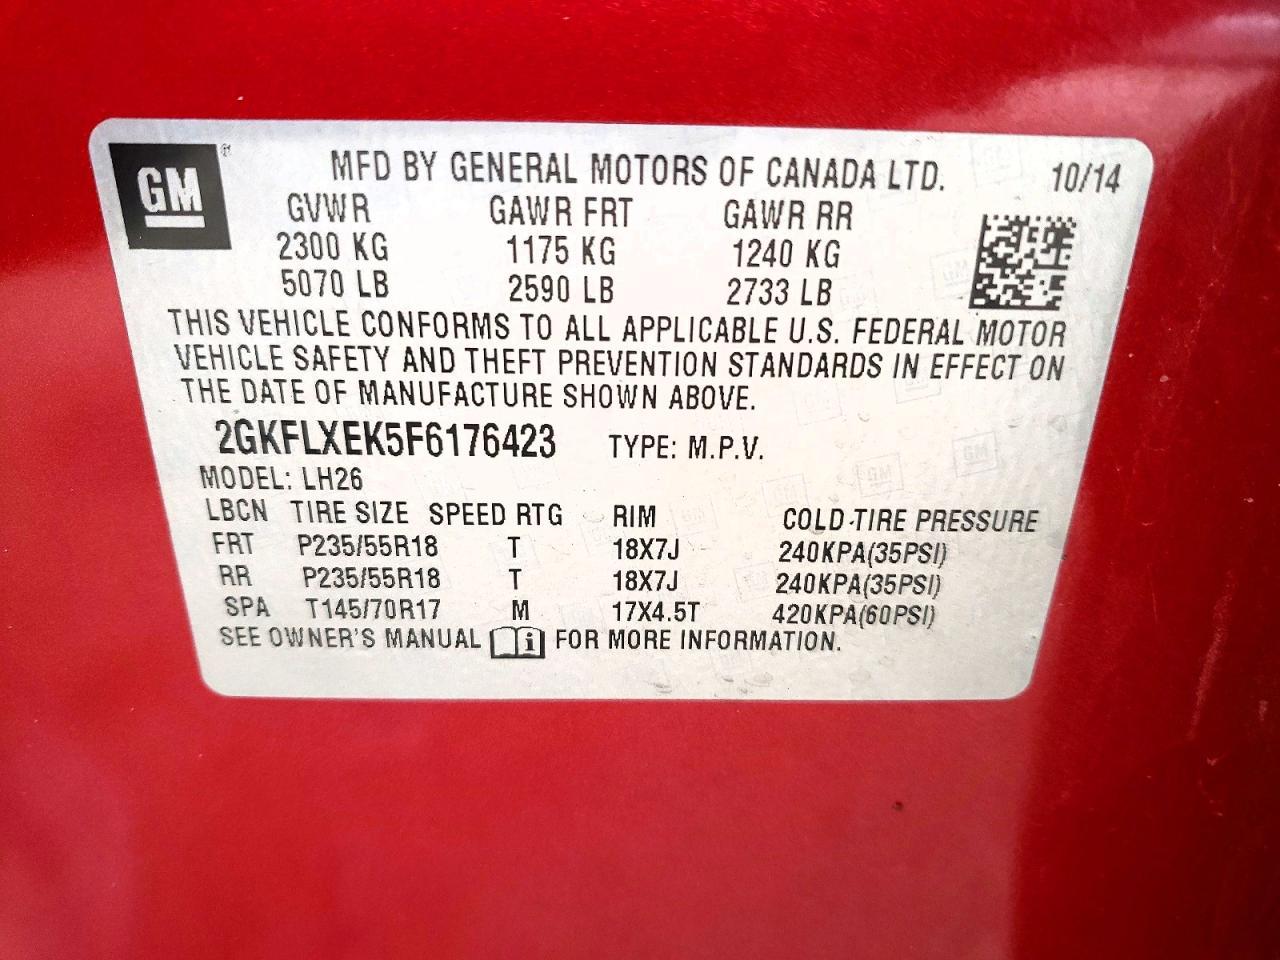 GM®
MFD BY GENERAL MOTORS OF CANADA LTD. 10/14
GVWR GAWR FRT GAWR RR
2300 KG 1175 KG 1240 KG
5070 LB 2590 LB 2733 LB
THIS VEHICLE CONFORMS TO ALL APPLICABLE U.S. FEDERAL MOTOR
VEHICLE SAFETY AND THEFT PREVENTION STANDARDS IN EFFECT ON
THE DATE OF MANUFACTURE SHOWN ABOVE.
2GKFLXEK5F6176423 TYPE: M.P.V.
MODEL: LH26
LBCN TIRE SIZE SPEED RTG RIM COLD TIRE PRESSURE
FRT P235/55R18 T 18X7J 240KPA(35PSI)
RR P235/55R18 T 18X7J 240KPA(35PSI)
SPA T145/70R17 M 17X4.5T 420KPA(60PSI)
SEE OWNER'S MANUAL i FOR MORE INFORMATION.